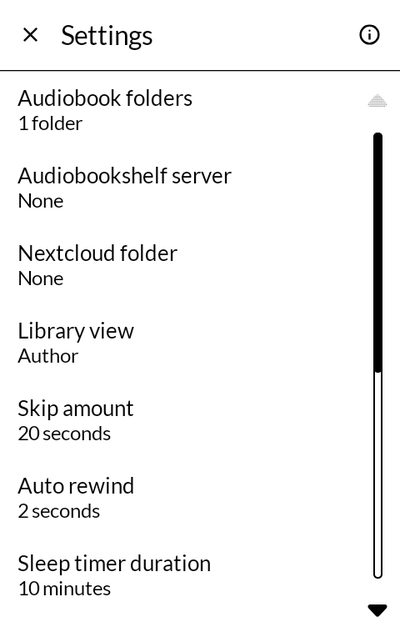 Settings
Audiobook folders
1 folder
Audiobookshelf server
None
Nextcloud folder
None
Library view
Author
Skip amount
20 seconds
Auto rewind
2 seconds
Sleep timer duration
10 minutes